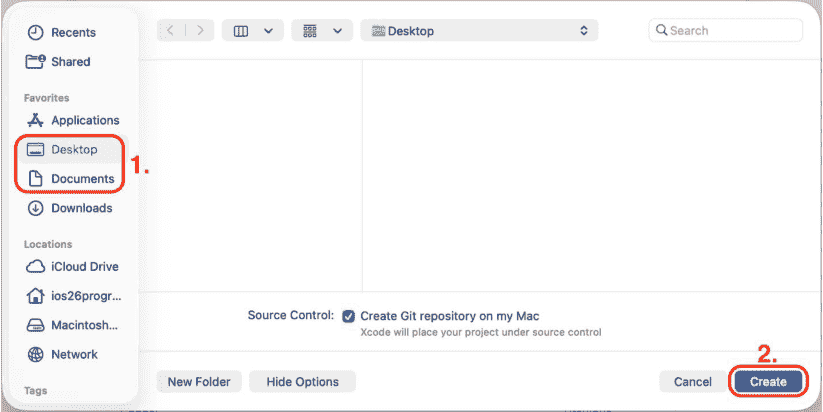 Recents
Shared
Favorites
Applications
Desktop
Documents
1.
Downloads
Locations
iCloud Drive
ios26progr...
Macintosh...
Network
Tags
Desktop
Search
Source Control:
Create Git repository on my Mac
Xcode will place your project under source control
2.
New Folder
Hide Options
Cancel
Create